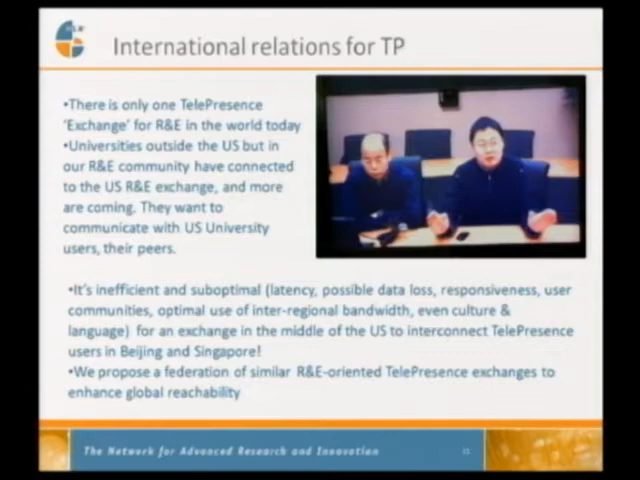 International relations for TP
•There is only one TelePresence
'Exchange' for R&E in the world today
•Universities outside the US but in
our R&E community have connected
to the US R&E exchange, and more
are coming. They want to
communicate with US University
users, their peers.
•It's inefficient and suboptimal (latency, possible data loss, responsiveness, user
communities, optimal use of inter-regional bandwidth, even culture &
language) for an exchange in the middle of the US to interconnect TelePresence
users in Beijing and Singapore!
•We propose a federation of similar R&E-oriented TelePresence exchanges to
enhance global reachability
The Network for Advanced Research and Innovation